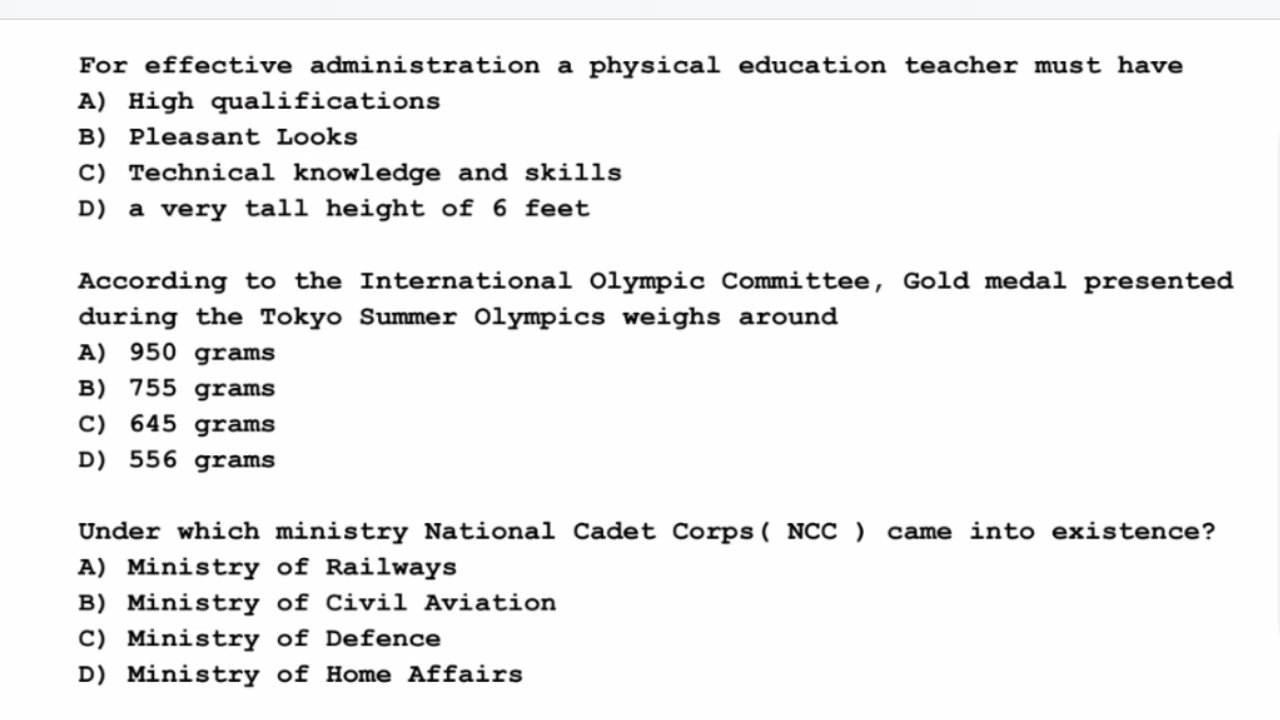 For effective administration a physical education teacher must have
A) High qualifications
B) Pleasant Looks
C) Technical knowledge and skills
D) a very tall height of 6 feet
According to the International Olympic Committee, Gold medal presented
during the Tokyo Summer Olympics weighs around
A) 950 grams
B) 755 grams
C) 645 grams
D) 556 grams
Under which ministry National Cadet Corps( NCC ) came into existence?
A) Ministry of Railways
B) Ministry of Civil Aviation
C) Ministry of Defence
D) Ministry of Home Affairs